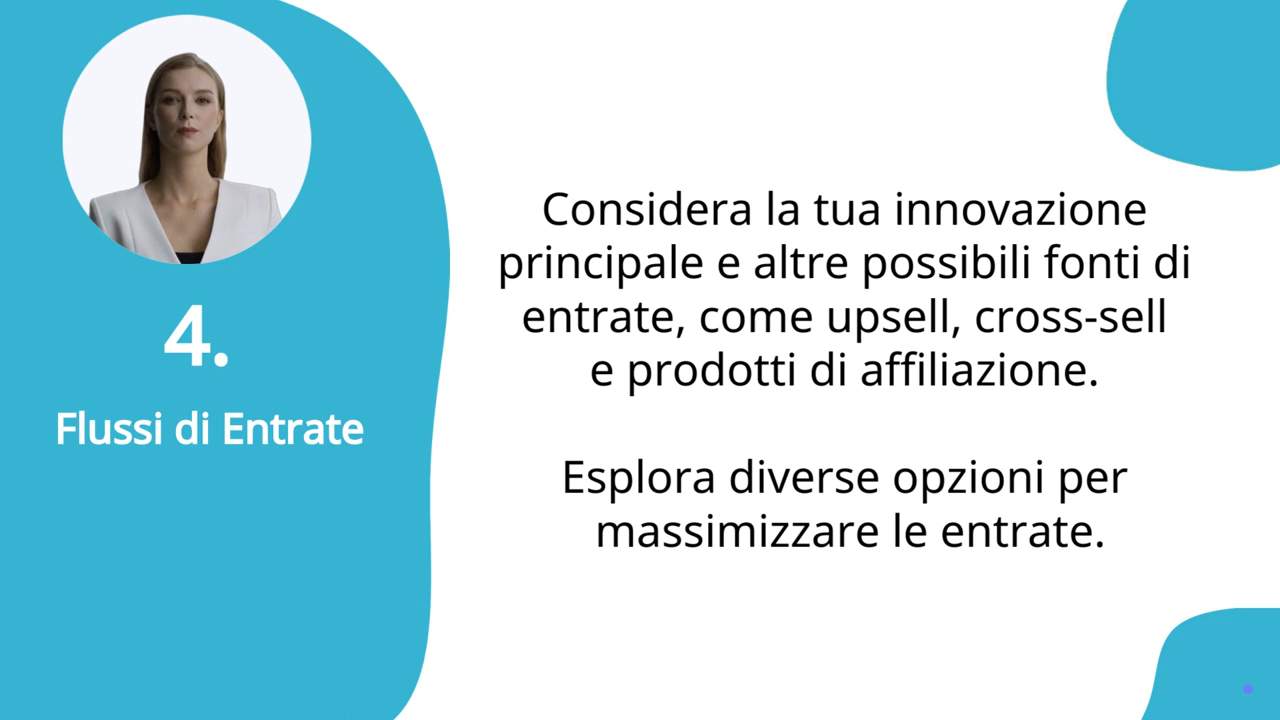 4.
Flussi di Entrate
Considera la tua innovazione
principale e altre possibili fonti di
entrate, come upsell, cross-sell
e prodotti di affiliazione.
Esplora diverse opzioni per
massimizzare le entrate.